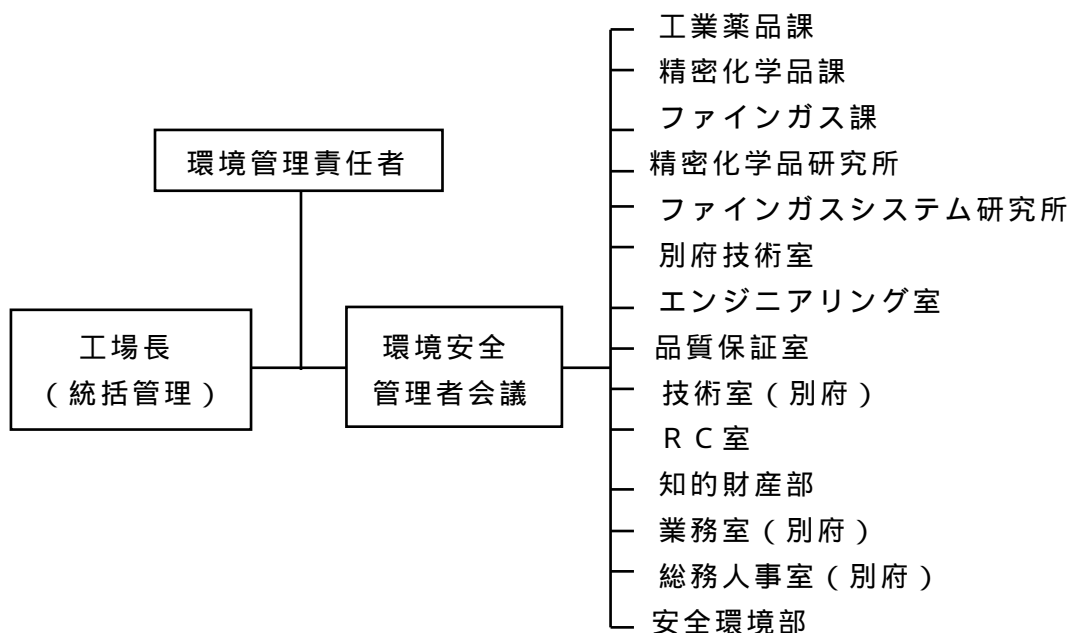 環境管理責任者
工場長
(統括管理)
環境安全
管理者会議
工業薬品課
精密化学品課
ファインガス課
精密化学品研究所
ファインガスシステム研究所
別府技術室
エンジニアリング室
品質保証室
技術室(別府)
RC室
知的財産部
業務室(別府)
総務人事室(別府)
安全環境部